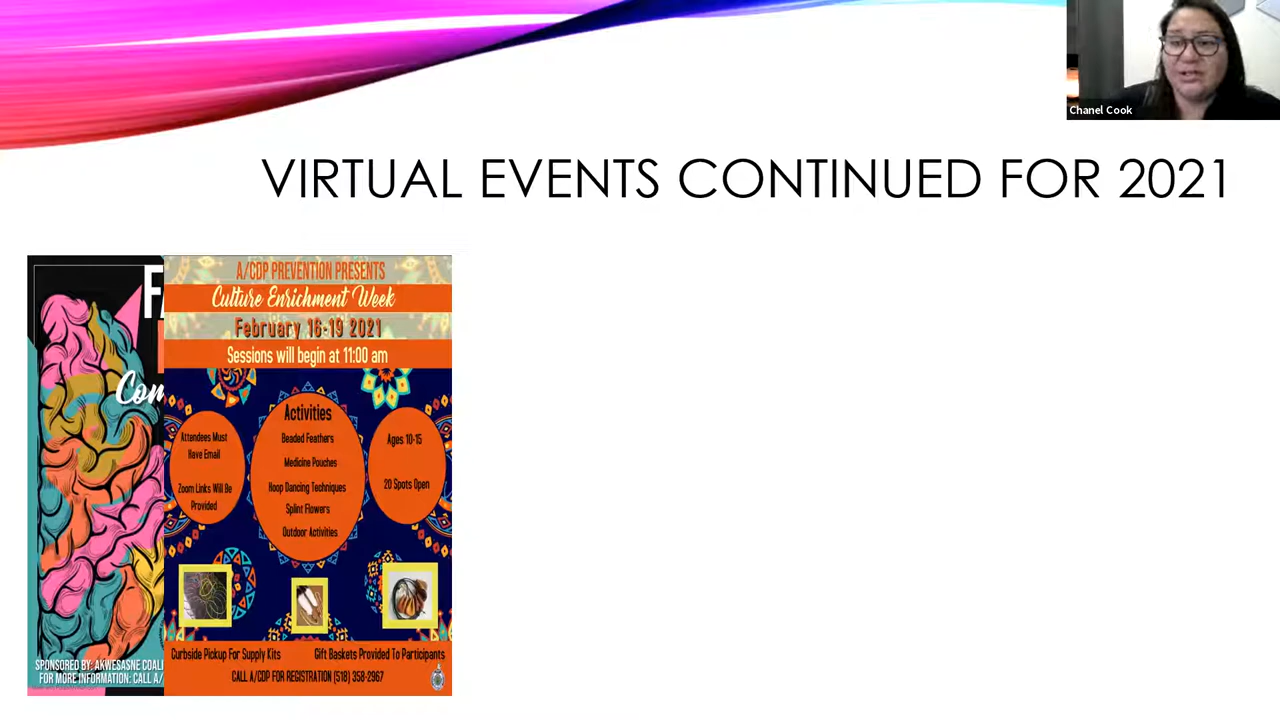 Chanel Cook
VIRTUAL EVENTS CONTINUED FOR 2021
A/CDP PREVENTION PRESENTS
Culture Enrichment Week
February 16-19 2021
Sessions will begin at 11:00 am
Attendees Must
Have Email
Zoom Links Will Be
Provided
Activities
Beaded Feathers
Medicine Pouches
Hoop Dancing Techniques
Splint Flowers
Outdoor Activities
Ages 10-15
20 Spots Open
Curbside Pickup For Supply Kits
Gift Baskets Provided To Participants
CALL A/CDP FOR REGISTRATION (518) 358-2967
SPONSORED BY: AKWESASNE COALI
FOR MORE INFORMATION: CALL A/